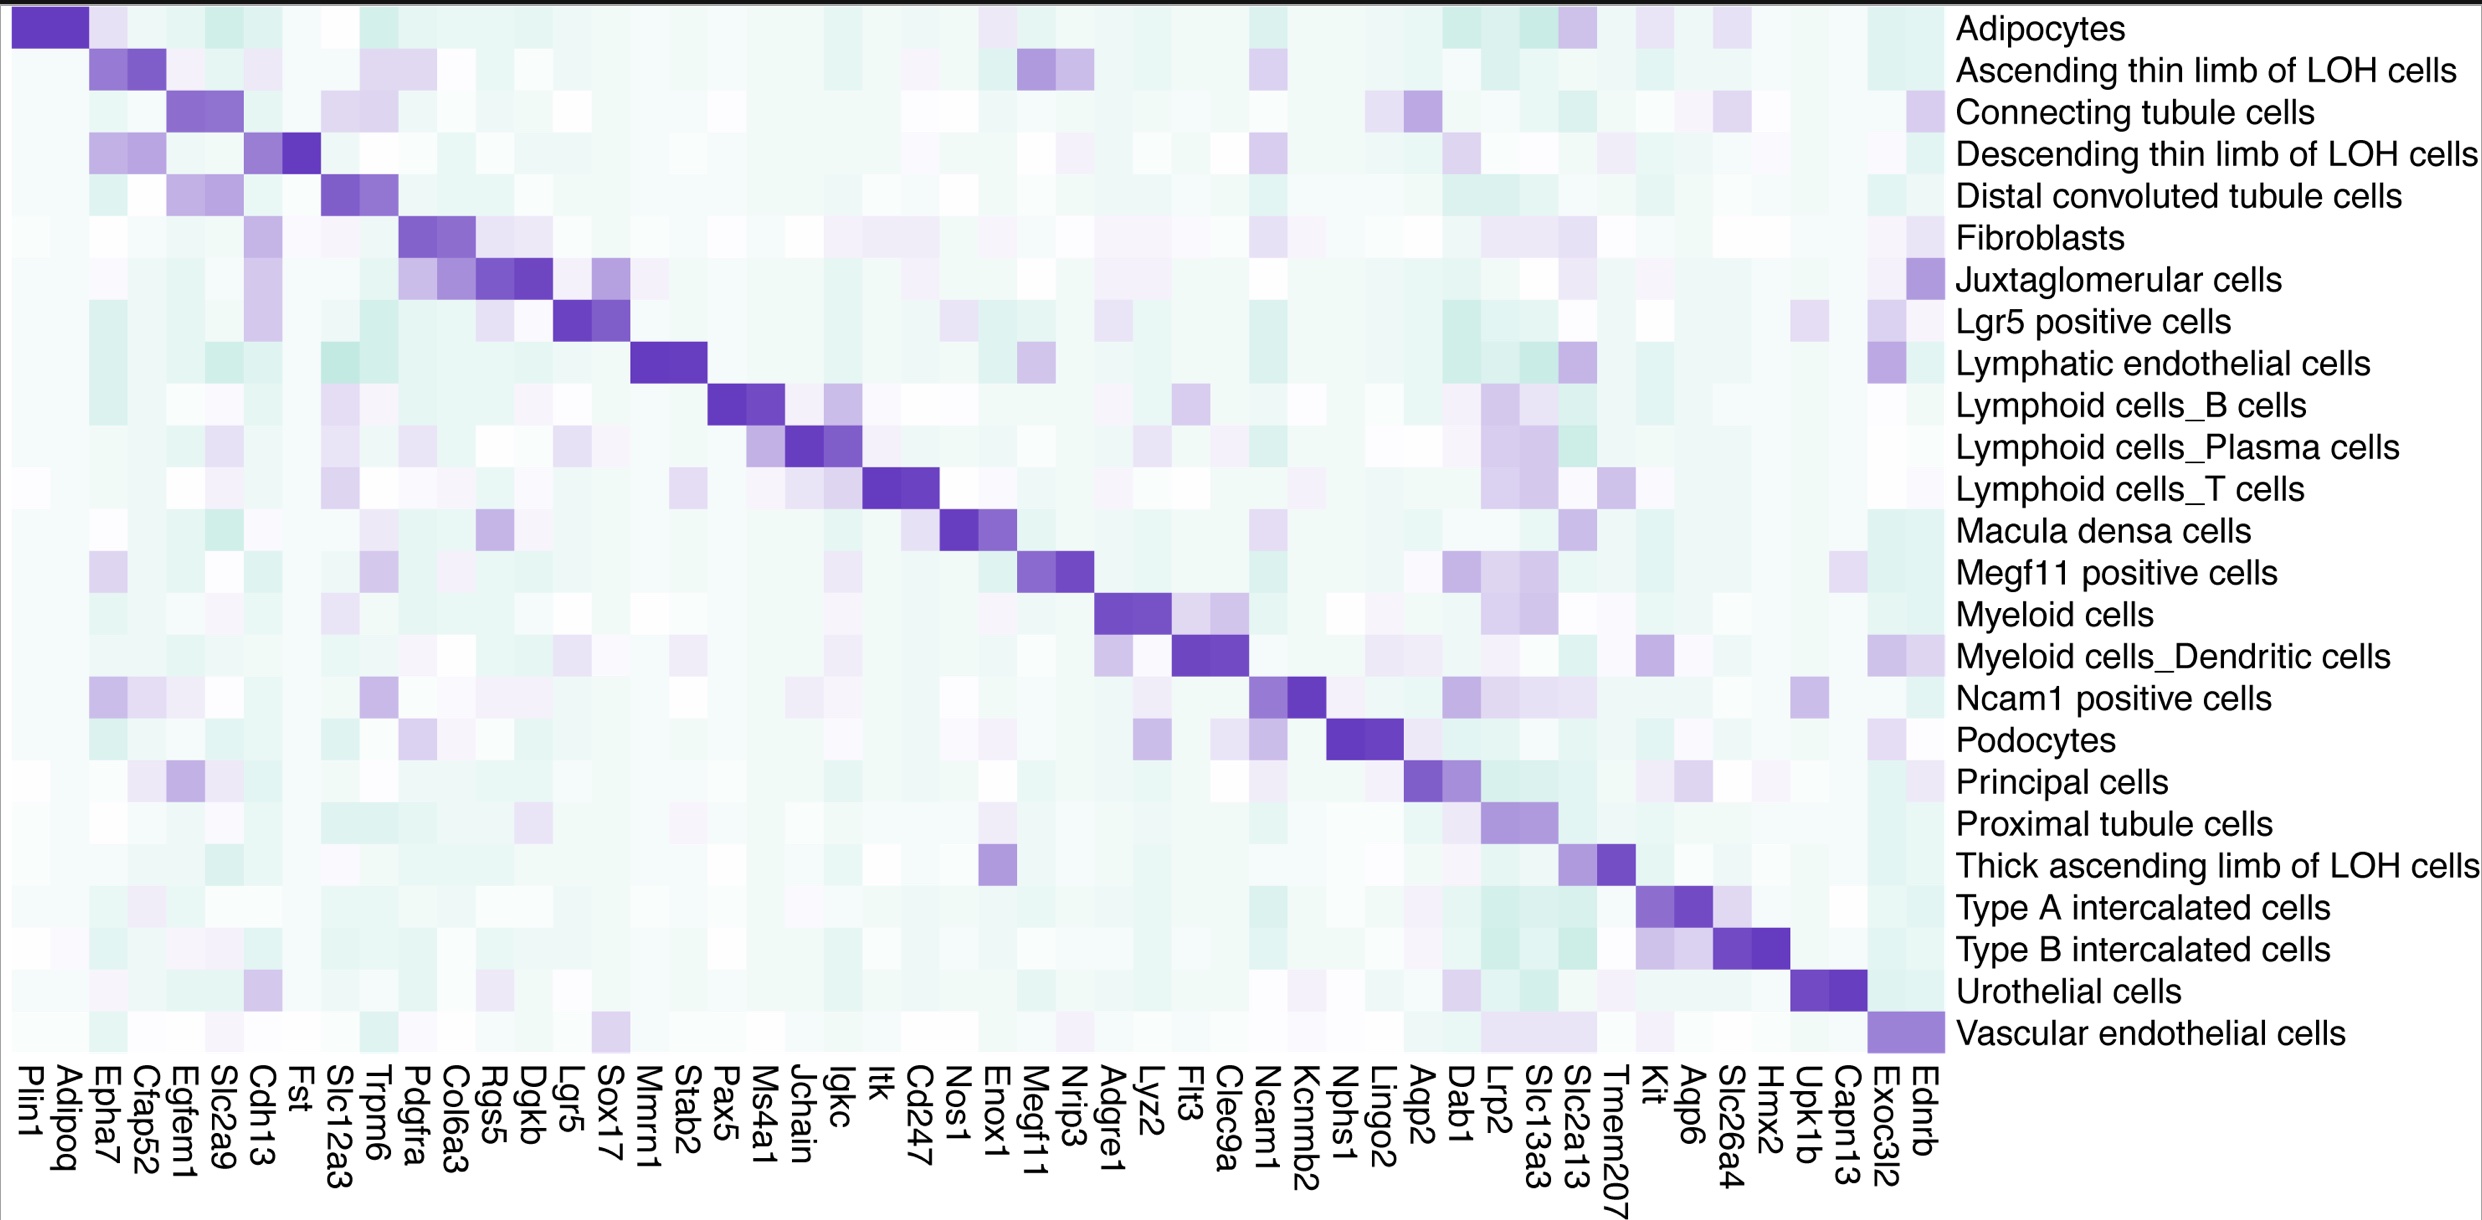 Adipocytes
Ascending thin limb of LOH cells
Connecting tubule cells
Descending thin limb of LOH cells
Distal convoluted tubule cells
Fibroblasts
Juxtaglomerular cells
Lgr5 positive cells
Lymphatic endothelial cells
Lymphoid cells_B cells
Lymphoid cells_Plasma cells
Lymphoid cells_T cells
Macula densa cells
Megf11 positive cells
Myeloid cells
Myeloid cells_Dendritic cells
Ncam1 positive cells
Podocytes
Principal cells
Proximal tubule cells
Thick ascending limb of LOH cells
Type A intercalated cells
Type B intercalated cells
Urothelial cells
Vascular endothelial cells
Plin1
Adipoq
Epha7
Cfap52
Egfem1
Slc2a9
Cdh13
Fst
Slc12a3
Trpm6
Pdgfra
Col6a3
Rgs5
Dgkb
Lgr5
Sox17
Mmrn1
Stab2
Pax5
Ms4a1
Jchain
Igkc
Itk
Cd247
Nos1
Enox1
Megf11
Nrip3
Adgre1
Lyz2
Flt3
Clec9a
Ncam1
Kcnmb2
Nphs1
Lingo2
Aqp2
Dab1
Lrp2
Slc13a3
Slc2a13
Tmem207
Kit
Aqp6
Slc26a4
Hmx2
Upk1b
Capn13
Exoc3l2
Ednrb